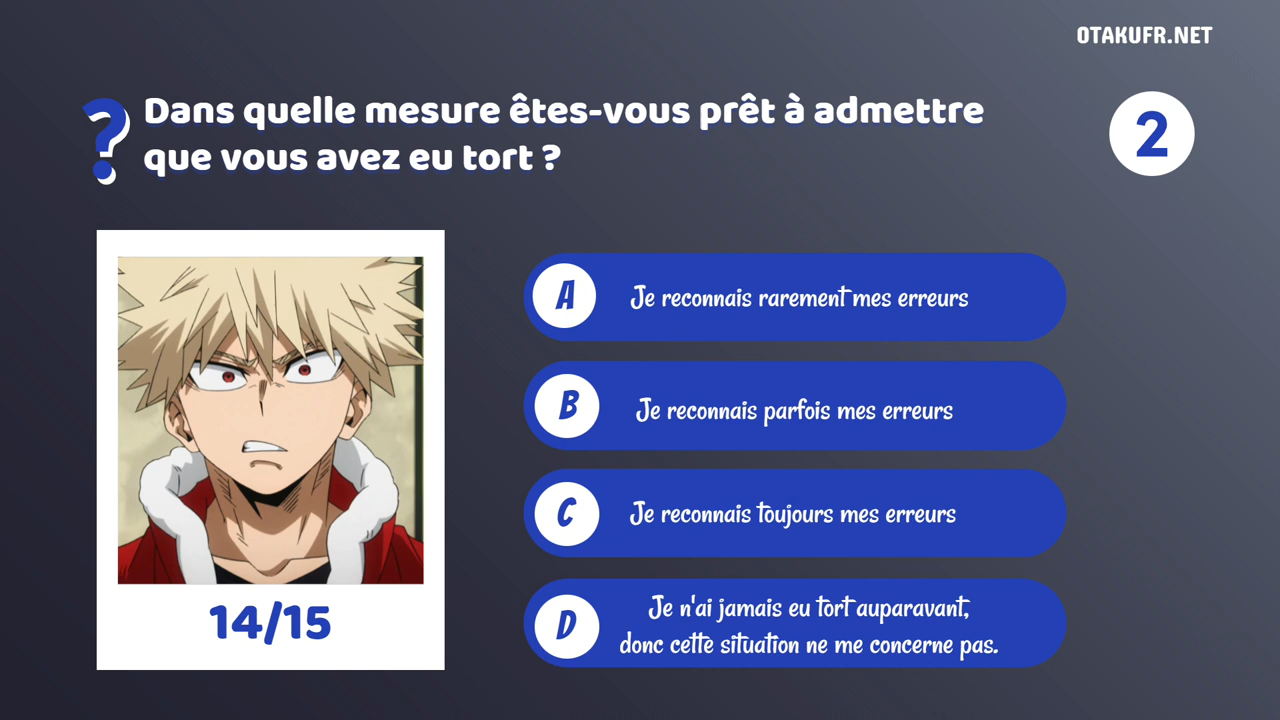 OTAKUFR.NET
? Dans quelle mesure êtes-vous prêt à admettre
que vous avez eu tort ?
2
A Je reconnais rarement mes erreurs
B Je reconnais parfois mes erreurs
C Je reconnais toujours mes erreurs
D Je n'ai jamais eu tort auparavant,
donc cette situation ne me concerne pas.
14/15